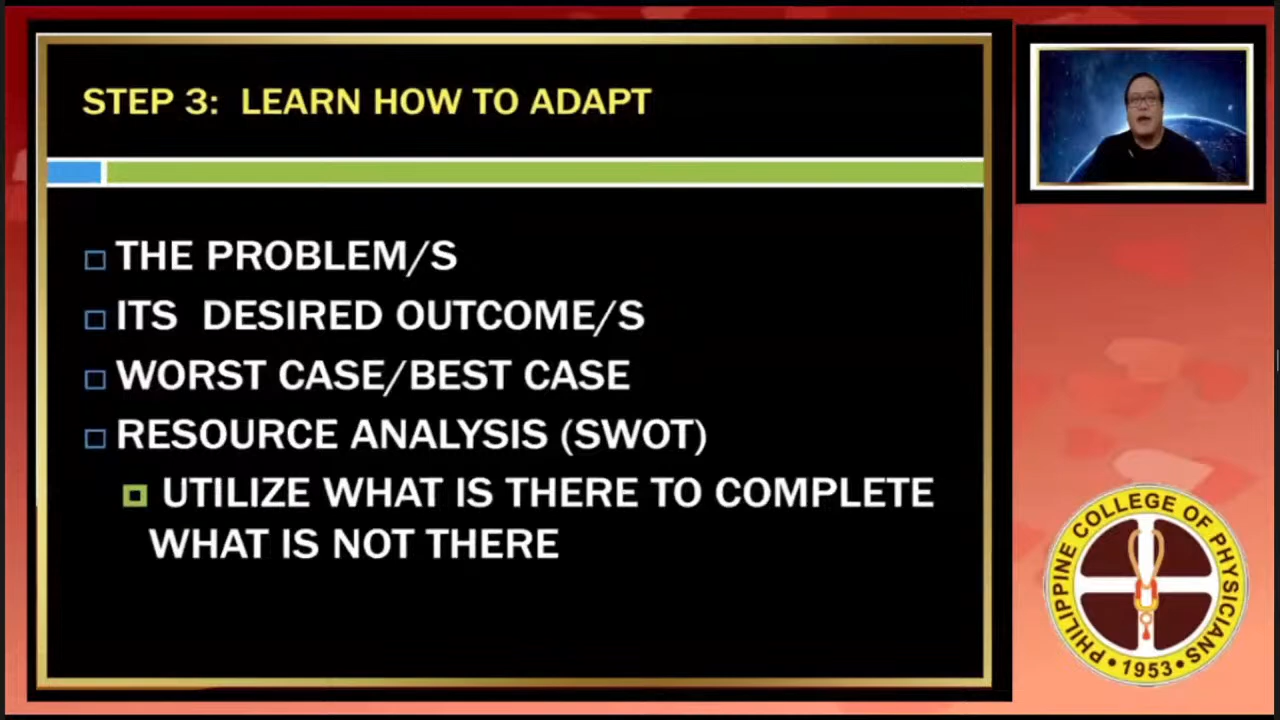 STEP 3: LEARN HOW TO ADAPT
THE PROBLEM/S
ITS DESIRED OUTCOME/S
WORST CASE/BEST CASE
RESOURCE ANALYSIS (SWOT)
UTILIZE WHAT IS THERE TO COMPLETE
WHAT IS NOT THERE
PHILIPPINE COLLEGE OF PHYSICIANS
• 1953 •